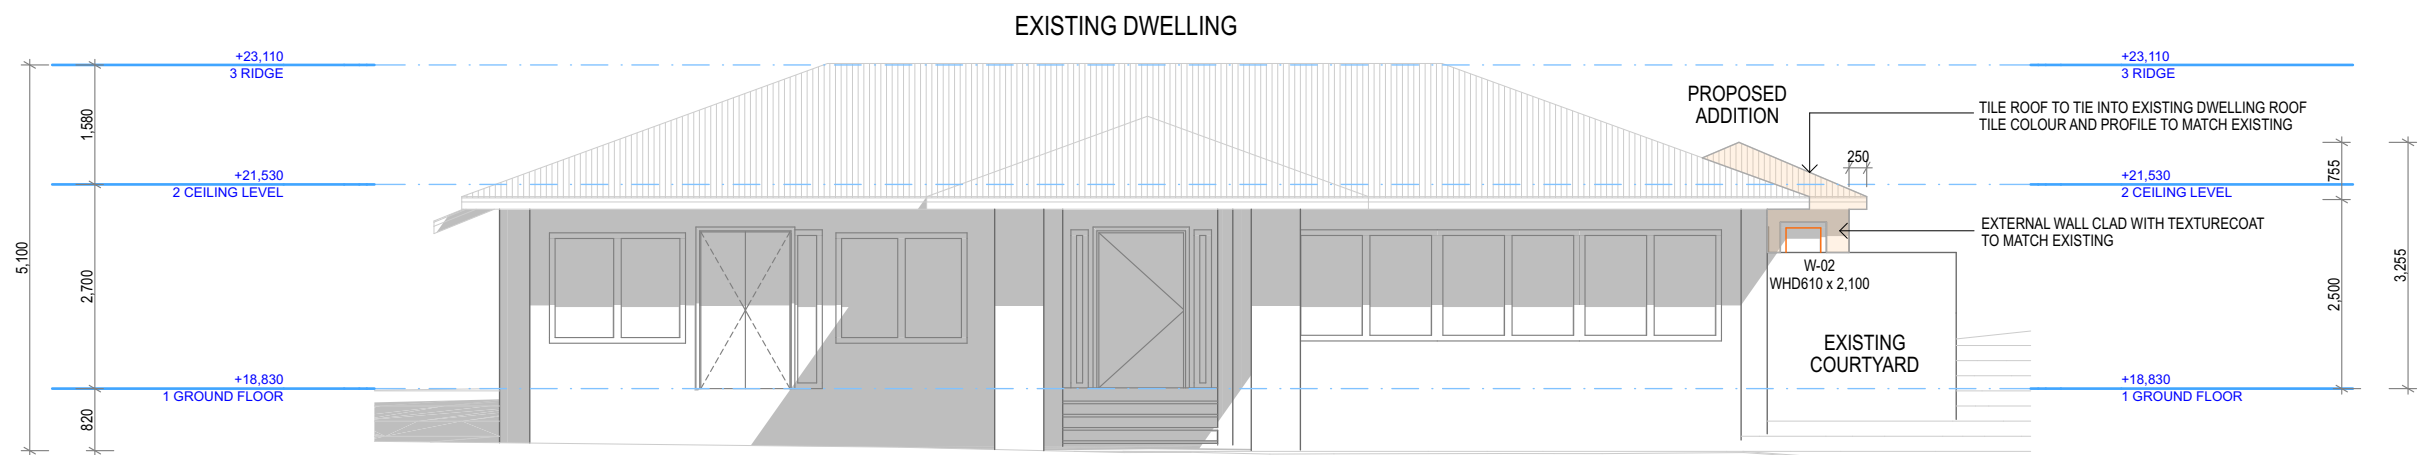 EXISTING DWELLING
+23,110
3 RIDGE
+23,110
3 RIDGE
PROPOSED
ADDITION
TILE ROOF TO TIE INTO EXISTING DWELLING ROOF
TILE COLOUR AND PROFILE TO MATCH EXISTING
1,580
250
755
+21,530
2 CEILING LEVEL
+21,530
2 CEILING LEVEL
EXTERNAL WALL CLAD WITH TEXTURECOAT
TO MATCH EXISTING
5,100
2,700
W-02
WHD610 x 2,100
2,500
3,255
EXISTING
COURTYARD
+18,830
1 GROUND FLOOR
+18,830
1 GROUND FLOOR
820